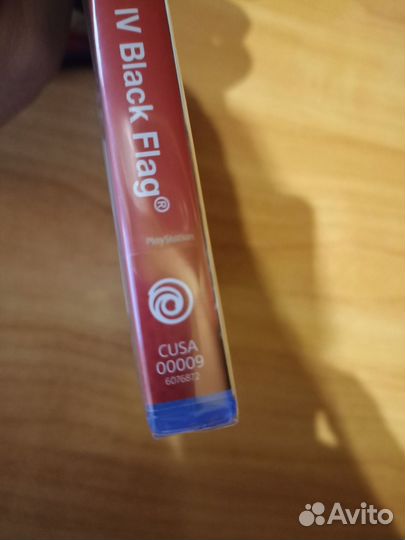 IV Black Flag®
PlayStation
CUSA
00009
6076872
Avito